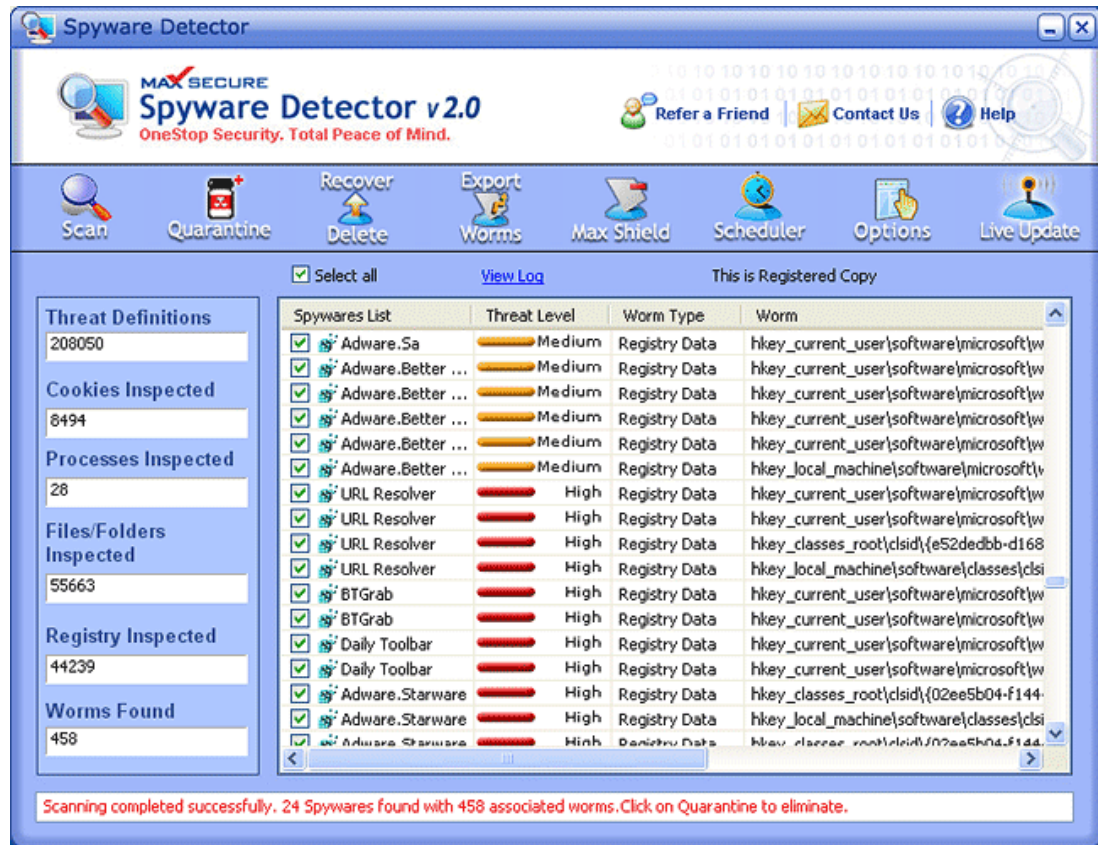 Spyware Detector
MAX SECURE
Spyware Detector v 2.0
OneStop Security. Total Peace of Mind.
Refer a Friend
Contact Us
Help
Scan
Quarantine
Recover
Delete
Export
Worms
Max Shield
Scheduler
Options
Live Update
Select all
View Log
This is Registered Copy
Threat Definitions
208050
Cookies Inspected
8494
Processes Inspected
28
Files/Folders
Inspected
55663
Registry Inspected
44239
Worms Found
458
Spywares List Threat Level Worm Type Worm
Adware.Sa Medium Registry Data hkey_current_user\software\microsoft\w
Adware.Better ... Medium Registry Data hkey_current_user\software\microsoft\w
Adware.Better ... Medium Registry Data hkey_current_user\software\microsoft\w
Adware.Better ... Medium Registry Data hkey_current_user\software\microsoft\w
Adware.Better ... Medium Registry Data hkey_current_user\software\microsoft\w
Adware.Better ... Medium Registry Data hkey_local_machine\software\microsoft\
URL Resolver High Registry Data hkey_current_user\software\microsoft\w
URL Resolver High Registry Data hkey_current_user\software\microsoft\w
URL Resolver High Registry Data hkey_classes_root\clsid\{e52dedbb-d168
URL Resolver High Registry Data hkey_local_machine\software\classes\clsi
BTGrab High Registry Data hkey_current_user\software\microsoft\w
BTGrab High Registry Data hkey_current_user\software\microsoft\w
Daily Toolbar High Registry Data hkey_current_user\software\microsoft\w
Daily Toolbar High Registry Data hkey_current_user\software\microsoft\w
Adware.Starware High Registry Data hkey_classes_root\clsid\{02ee5b04-f144-
Adware.Starware High Registry Data hkey_local_machine\software\classes\clsi
Adware.Starware High Registry Data hkey_classes_root\clsid\{02ee5b04-f144-
Scanning completed successfully. 24 Spywares found with 458 associated worms.Click on Quarantine to eliminate.